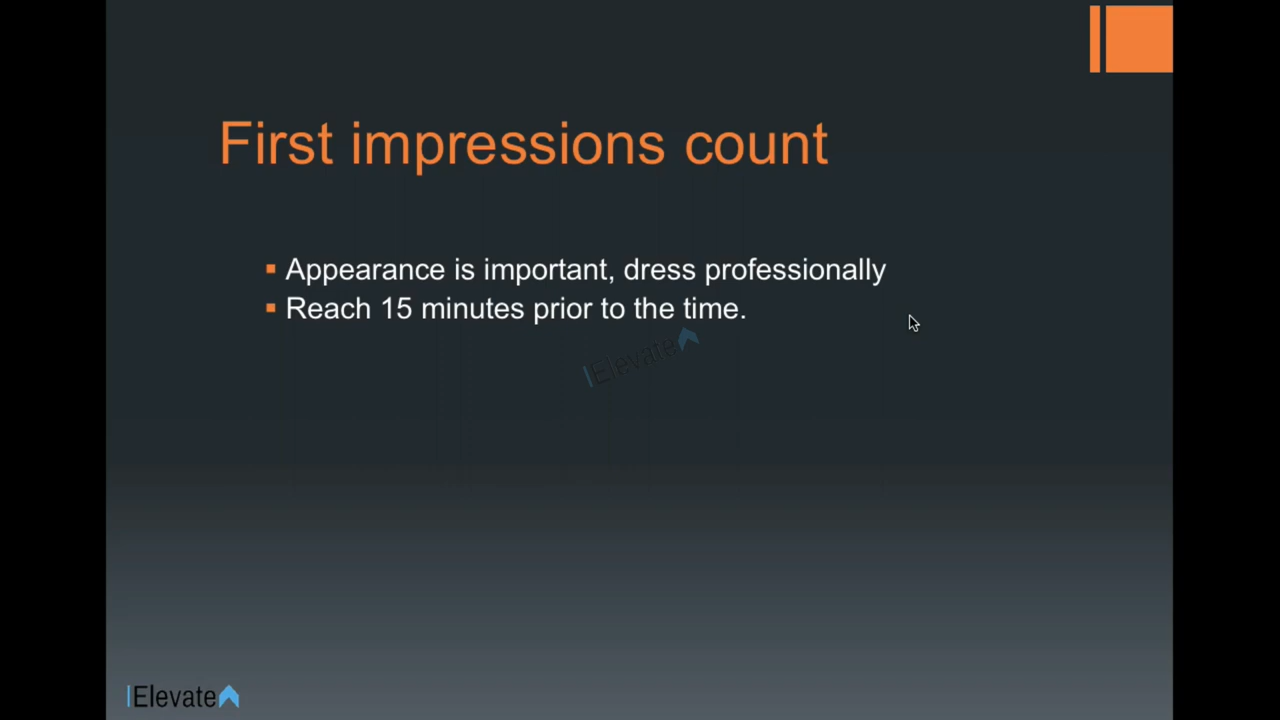 First impressions count
Appearance is important, dress professionally
Reach 15 minutes prior to the time.
Elevate
Elevate